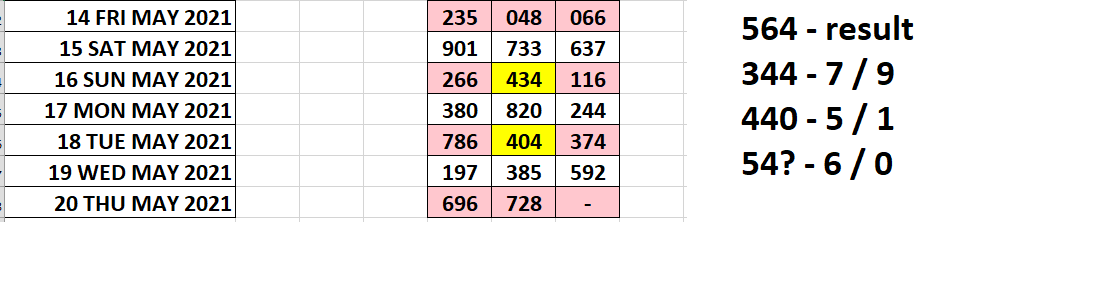 14 FRI MAY 2021 235 048 066
15 SAT MAY 2021 901 733 637
16 SUN MAY 2021 266 434 116
17 MON MAY 2021 380 820 244
18 TUE MAY 2021 786 404 374
19 WED MAY 2021 197 385 592
20 THU MAY 2021 696 728 -
564 - result
344 - 7 / 9
440 - 5 / 1
54? - 6 / 0